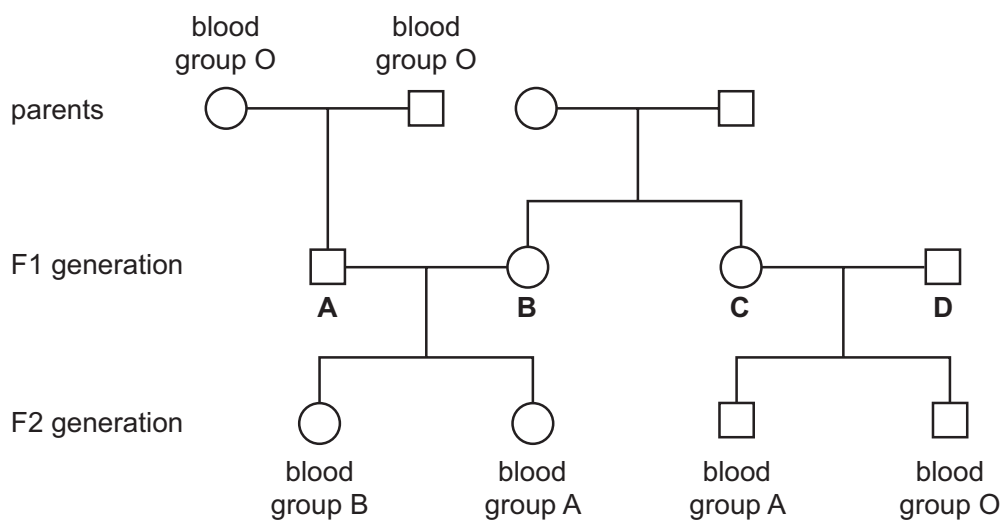 blood
group O
blood
group O
parents
F1 generation
A
B
C
D
F2 generation
blood
group B
blood
group A
blood
group A
blood
group O